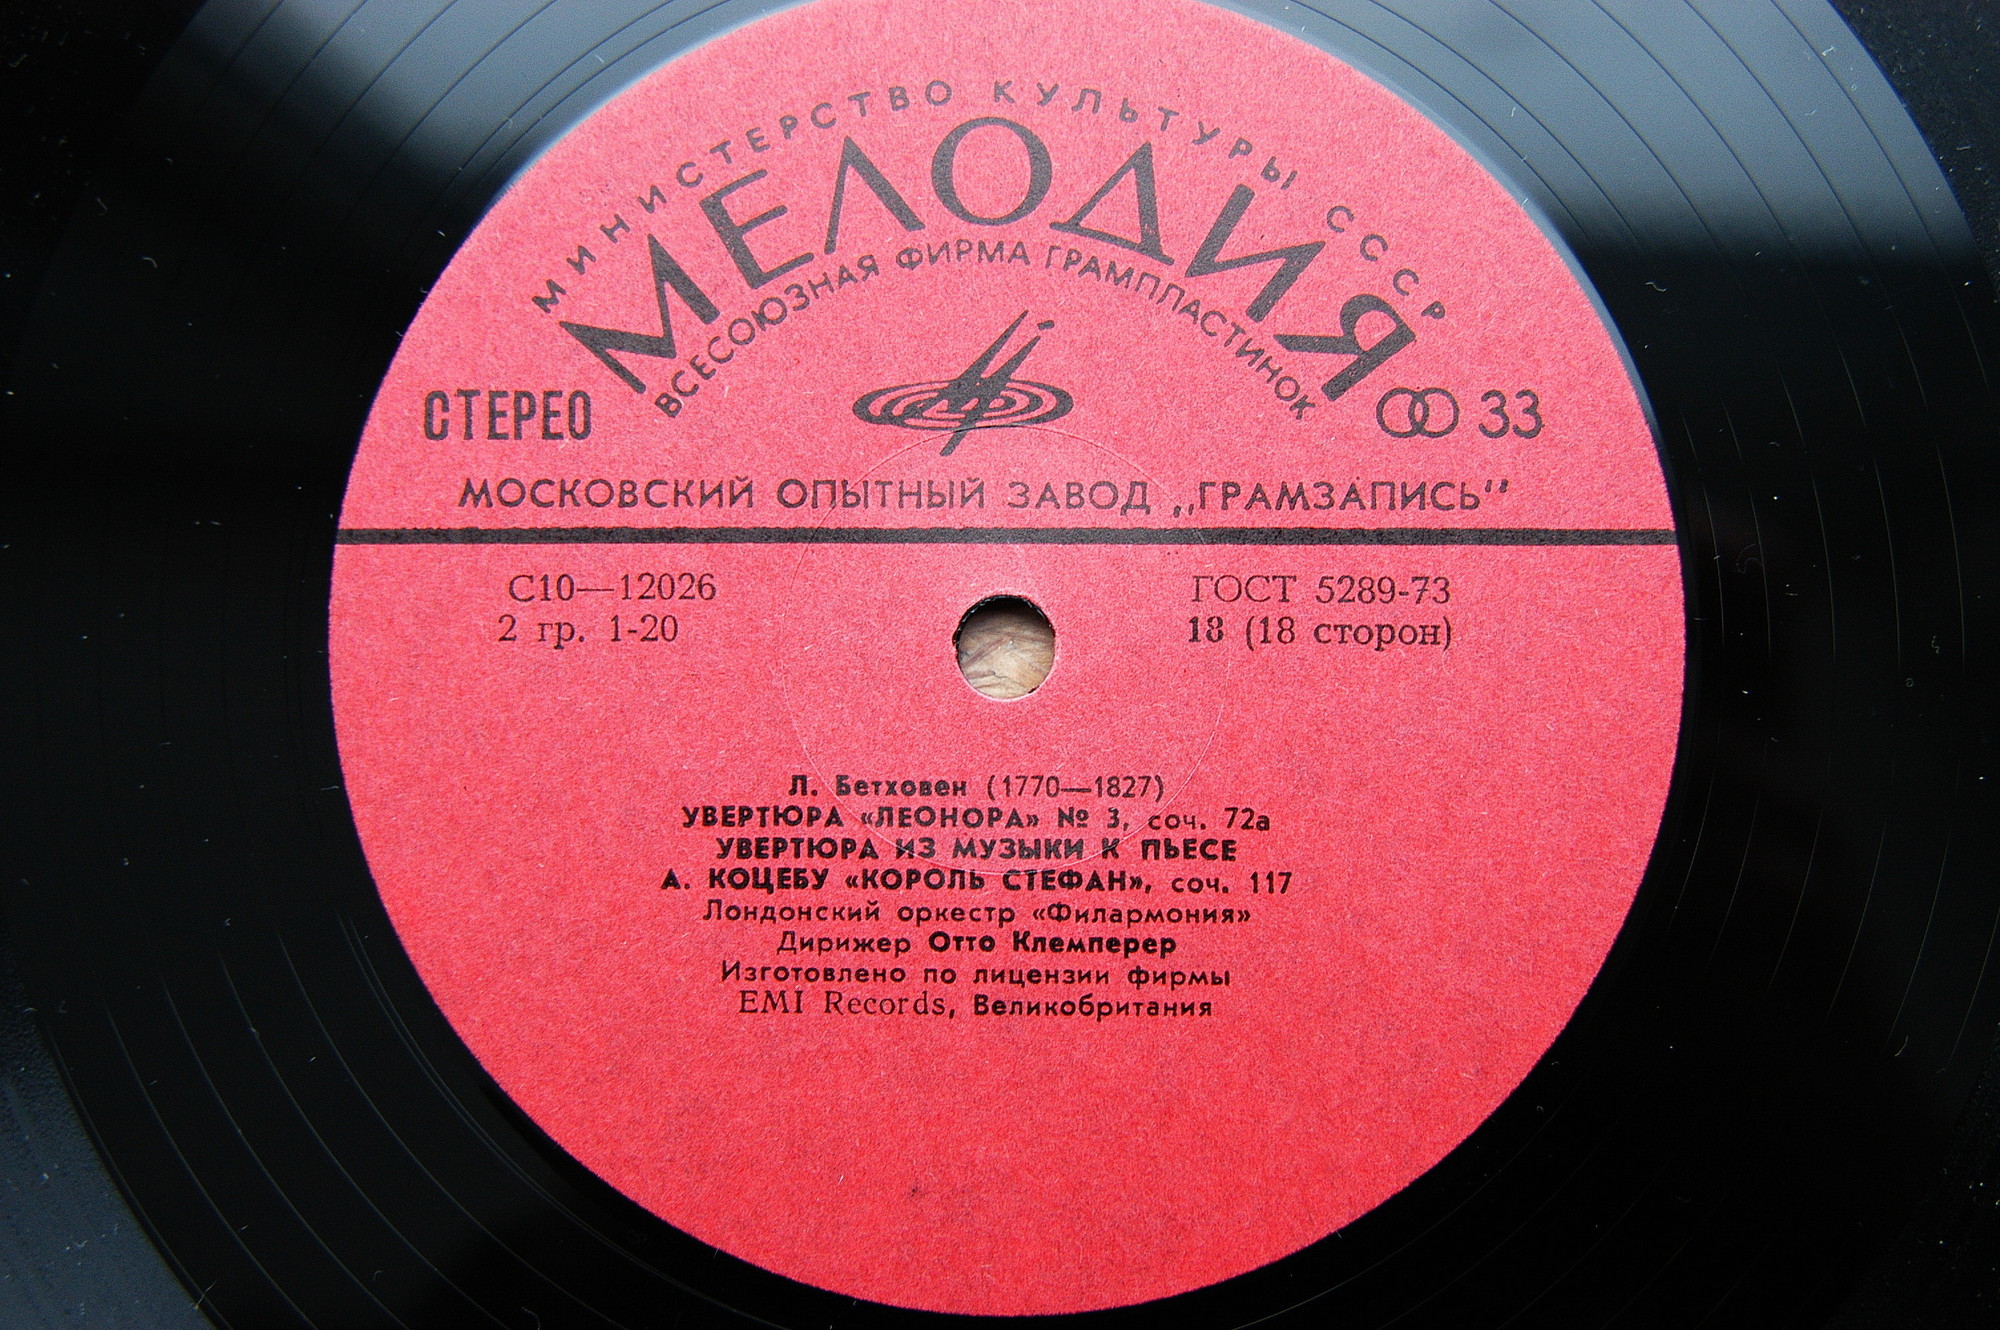 МИНИСТЕРСТВО КУЛЬТУРЫ СССР
МЕЛОДИЯ
ВСЕСОЮЗНАЯ ФИРМА ГРАМПЛАСТИНОК
СТЕРЕО
33
МОСКОВСКИЙ ОПЫТНЫЙ ЗАВОД „ГРАМЗАПИСЬ“
С10—12026
ГОСТ 5289-73
2 гр. 1-20
18 (18 сторон)
Л. Бетховен (1770—1827)
УВЕРТЮРА «ЛЕОНОРА» № 3, соч. 72а
УВЕРТЮРА ИЗ МУЗЫКИ К ПЬЕСЕ
А. КОЦЕБУ «КОРОЛЬ СТЕФАН», соч. 117
Лондонский оркестр «Филармония»
Дирижер Отто Клемперер
Изготовлено по лицензии фирмы
EMI Records, Великобритания